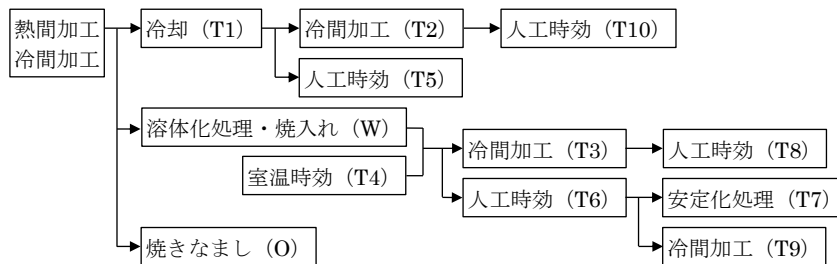 熱間加工
冷間加工
冷却（T1）
冷間加工（T2）
人工時効（T10）
人工時効（T5）
溶体化処理・焼入れ（W）
室温時効（T4）
冷間加工（T3）
人工時効（T8）
人工時効（T6）
安定化処理（T7）
冷間加工（T9）
焼きなまし（O）